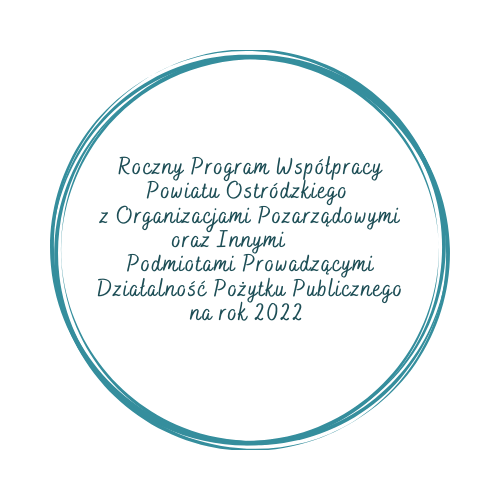 Roczny Program Współpracy
Powiatu Ostródzkiego
z Organizacjami Pozarządowymi
oraz Innymi
Podmiotami Prowadzącymi
Działalność Pożytku Publicznego
na rok 2022